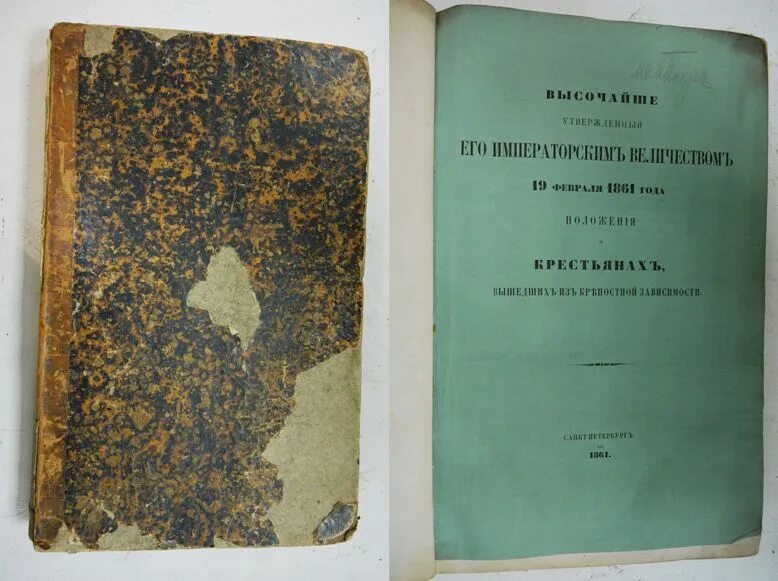 ВЫСОЧАЙШЕ
УТВЕРЖДЕННЫЯ
ЕГО ИМПЕРАТОРСКИМЪ ВЕЛИЧЕСТВОМЪ
19 ФЕВРАЛЯ 1861 ГОДА
ПОЛОЖЕНІЯ
О
КРЕСТЬЯНАХЪ,
ВЫШЕДШИХЪ ИЗЪ КРѢПОСТНОЙ ЗАВИСИМОСТИ.
САНКТПЕТЕРБУРГЪ
1861.